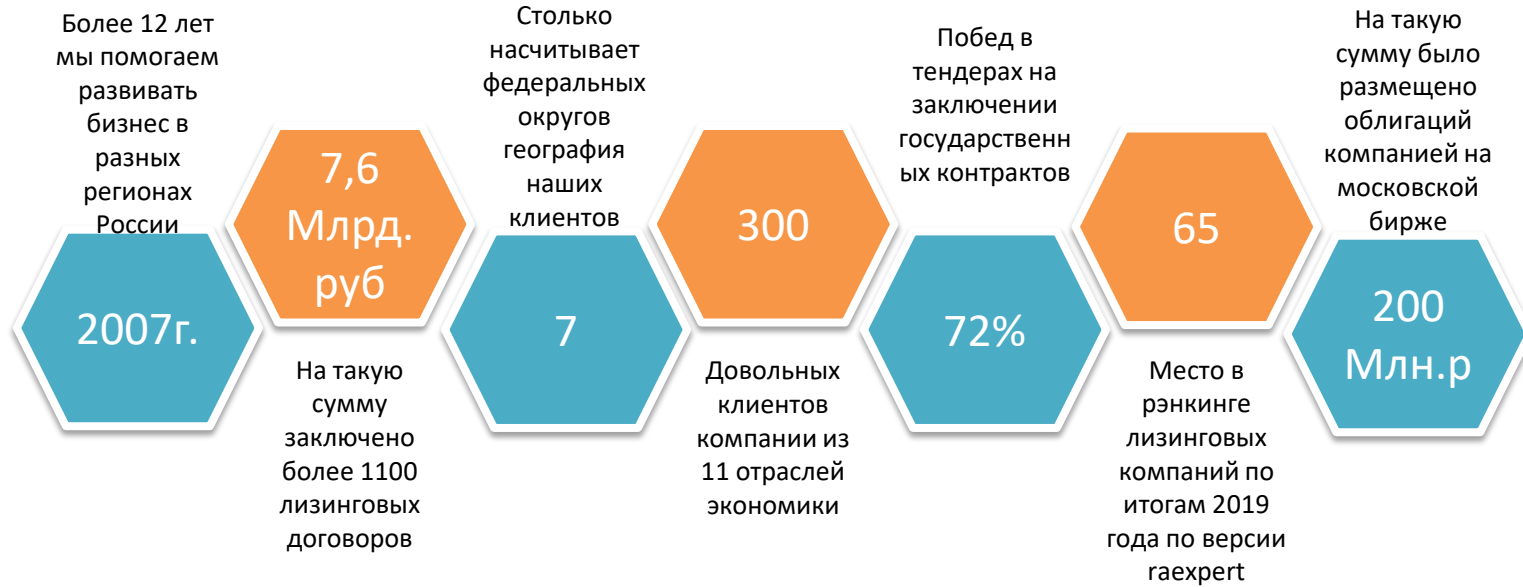 Более 12 лет
мы помогаем
развивать
бизнес в
разных
регионах
России
2007г.
7,6
Млрд.
руб
На такую
сумму
заключено
более 1100
лизинговых
договоров
Столько
насчитывает
федеральных
округов
география
наших
клиентов
7
300
Довольных
клиентов
компании из
11 отраслей
экономики
Побед в
тендерах на
заключении
государственн
ых контрактов
72%
65
Место в
рэнкинге
лизинговых
компаний по
итогам 2019
года по версии
raexpert
На такую
сумму было
размещено
облигаций
компанией на
московской
бирже
200
Млн.р